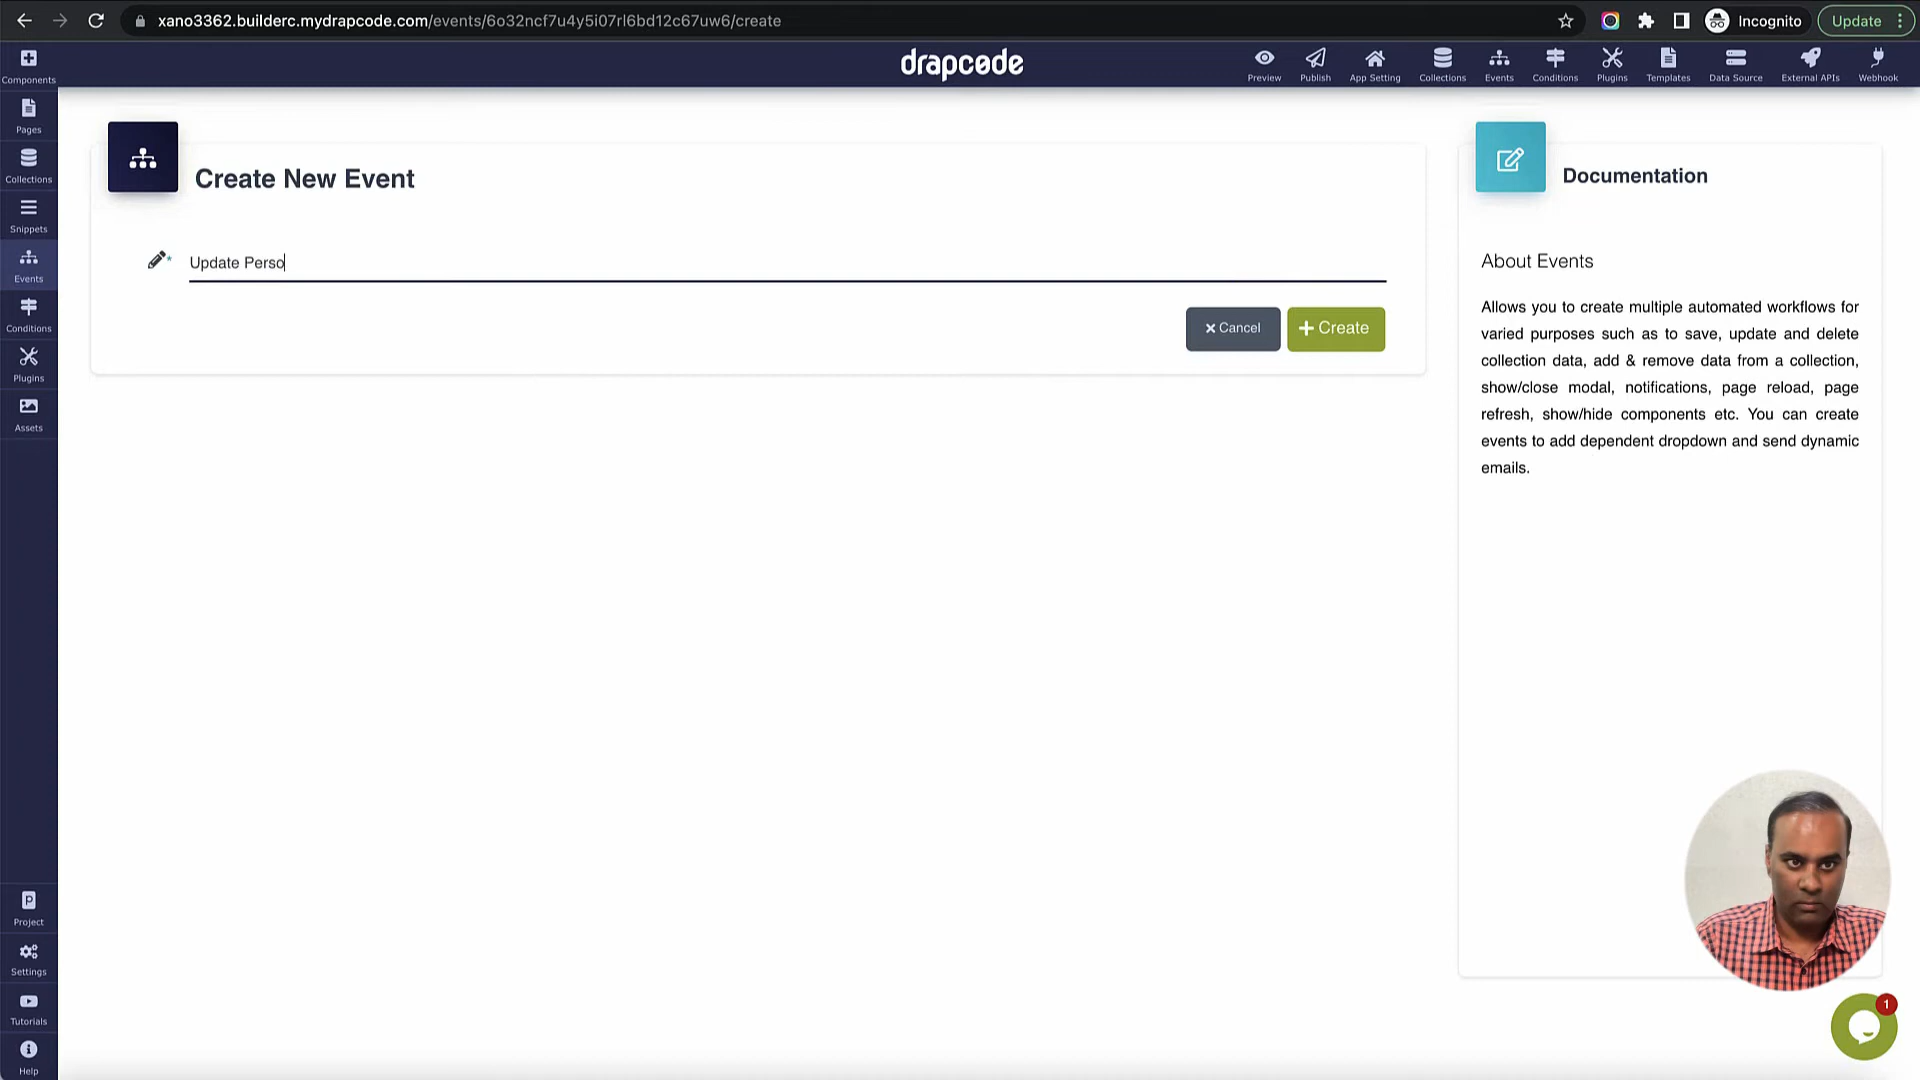 xano3362.builderc.mydrapcode.com/events/6o32ncf7u4y5i07rl6bd12c67uw6/create
Incognito
Update
Components
drapcode
Preview
Publish
App Setting
Collections
Events
Conditions
Plugins
Templates
Data Source
External APIs
Webhook
Pages
Collections
Snippets
Events
Conditions
Plugins
Assets
Project
Settings
Tutorials
Help
Create New Event
* Update Perso
Cancel
Create
Documentation
About Events
Allows you to create multiple automated workflows for
varied purposes such as to save, update and delete
collection data, add & remove data from a collection,
show/close modal, notifications, page reload, page
refresh, show/hide components etc. You can create
events to add dependent dropdown and send dynamic
emails.
1